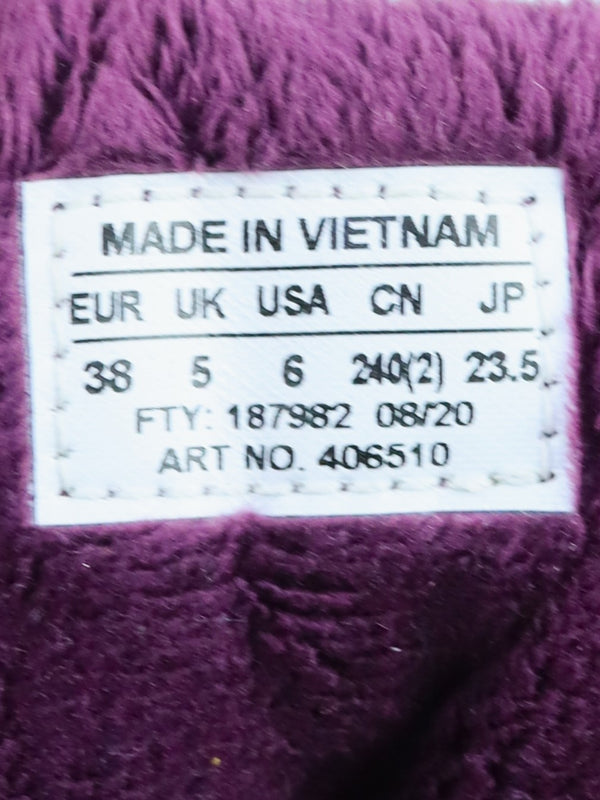 MADE IN VIETNAM
EUR UK USA CN JP
38 5 6 240(2) 23.5
FTY: 187982 08/20
ART NO. 406510